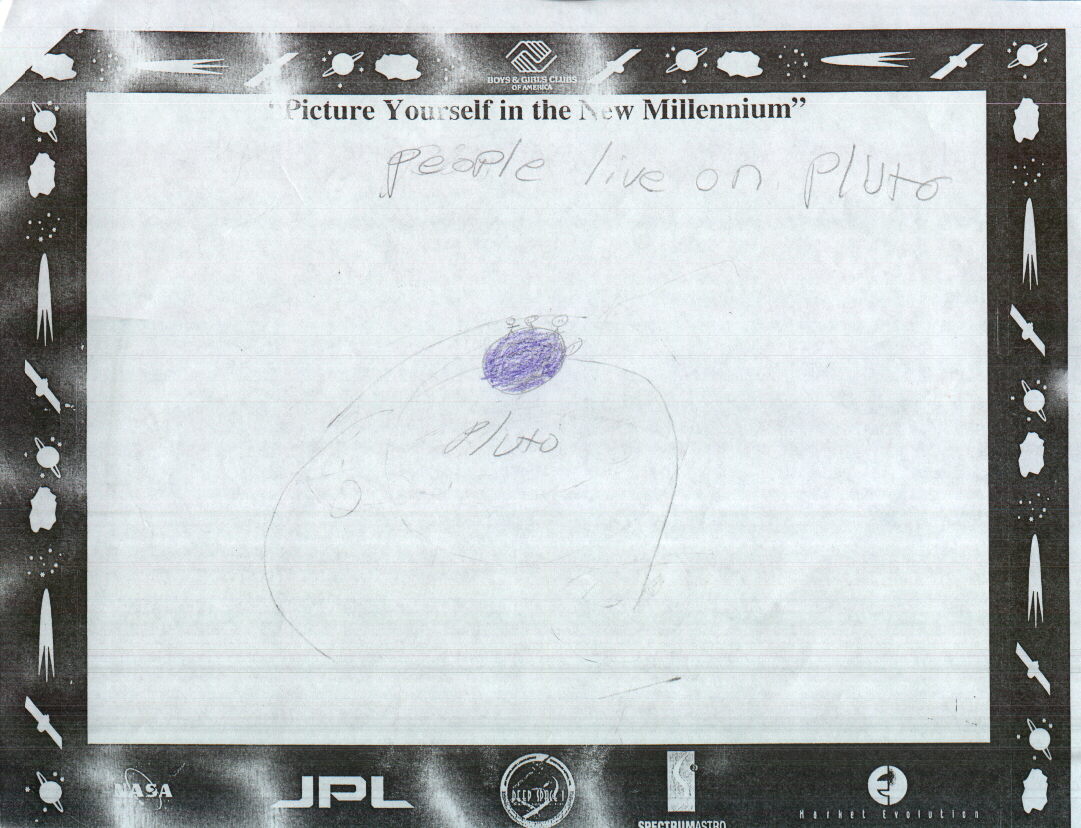 BOYS & GIRLS CLUBS
OF AMERICA
"Picture Yourself in the New Millennium”
people live on Pluto
Pluto
NASA
JPL
DEEP SPACE 1
SPECTRUMASTRO
Market Evolution